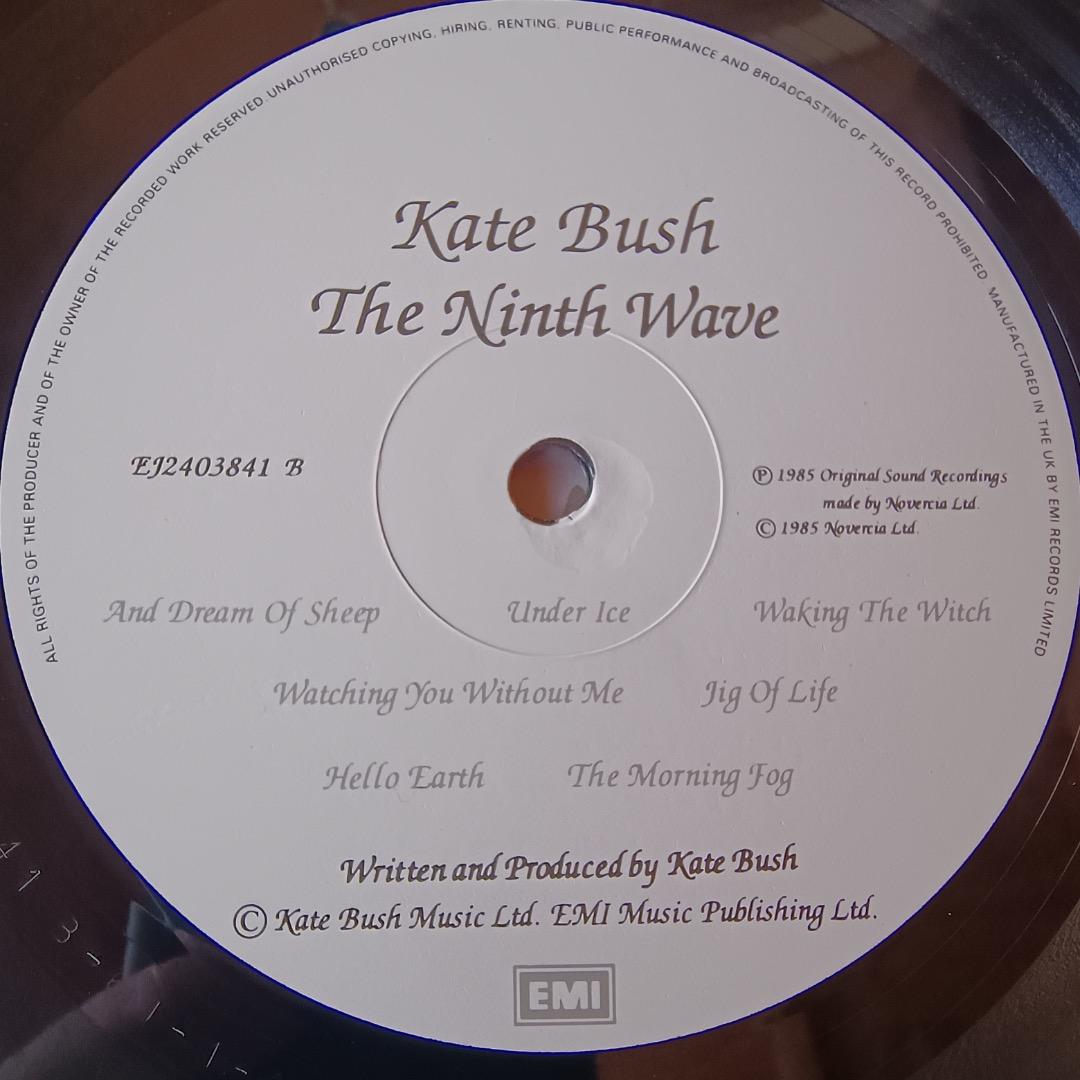 ALL RIGHTS OF THE PRODUCER AND OF THE OWNER OF THE RECORDED WORK RESERVED. UNAUTHORISED COPYING, HIRING, RENTING, PUBLIC PERFORMANCE AND BROADCASTING OF THIS RECORD PROHIBITED. MANUFACTURED IN THE UK BY EMI RECORDS LIMITED
Kate Bush
The Ninth Wave
EJ2403841 B
Ⓟ 1985 Original Sound Recordings
made by Novercia Ltd.
© 1985 Novercia Ltd.
And Dream Of Sheep Under Ice Waking The Witch
Watching You Without Me Jig Of Life
Hello Earth The Morning Fog
Written and Produced by Kate Bush
© Kate Bush Music Ltd. EMI Music Publishing Ltd.
EMI